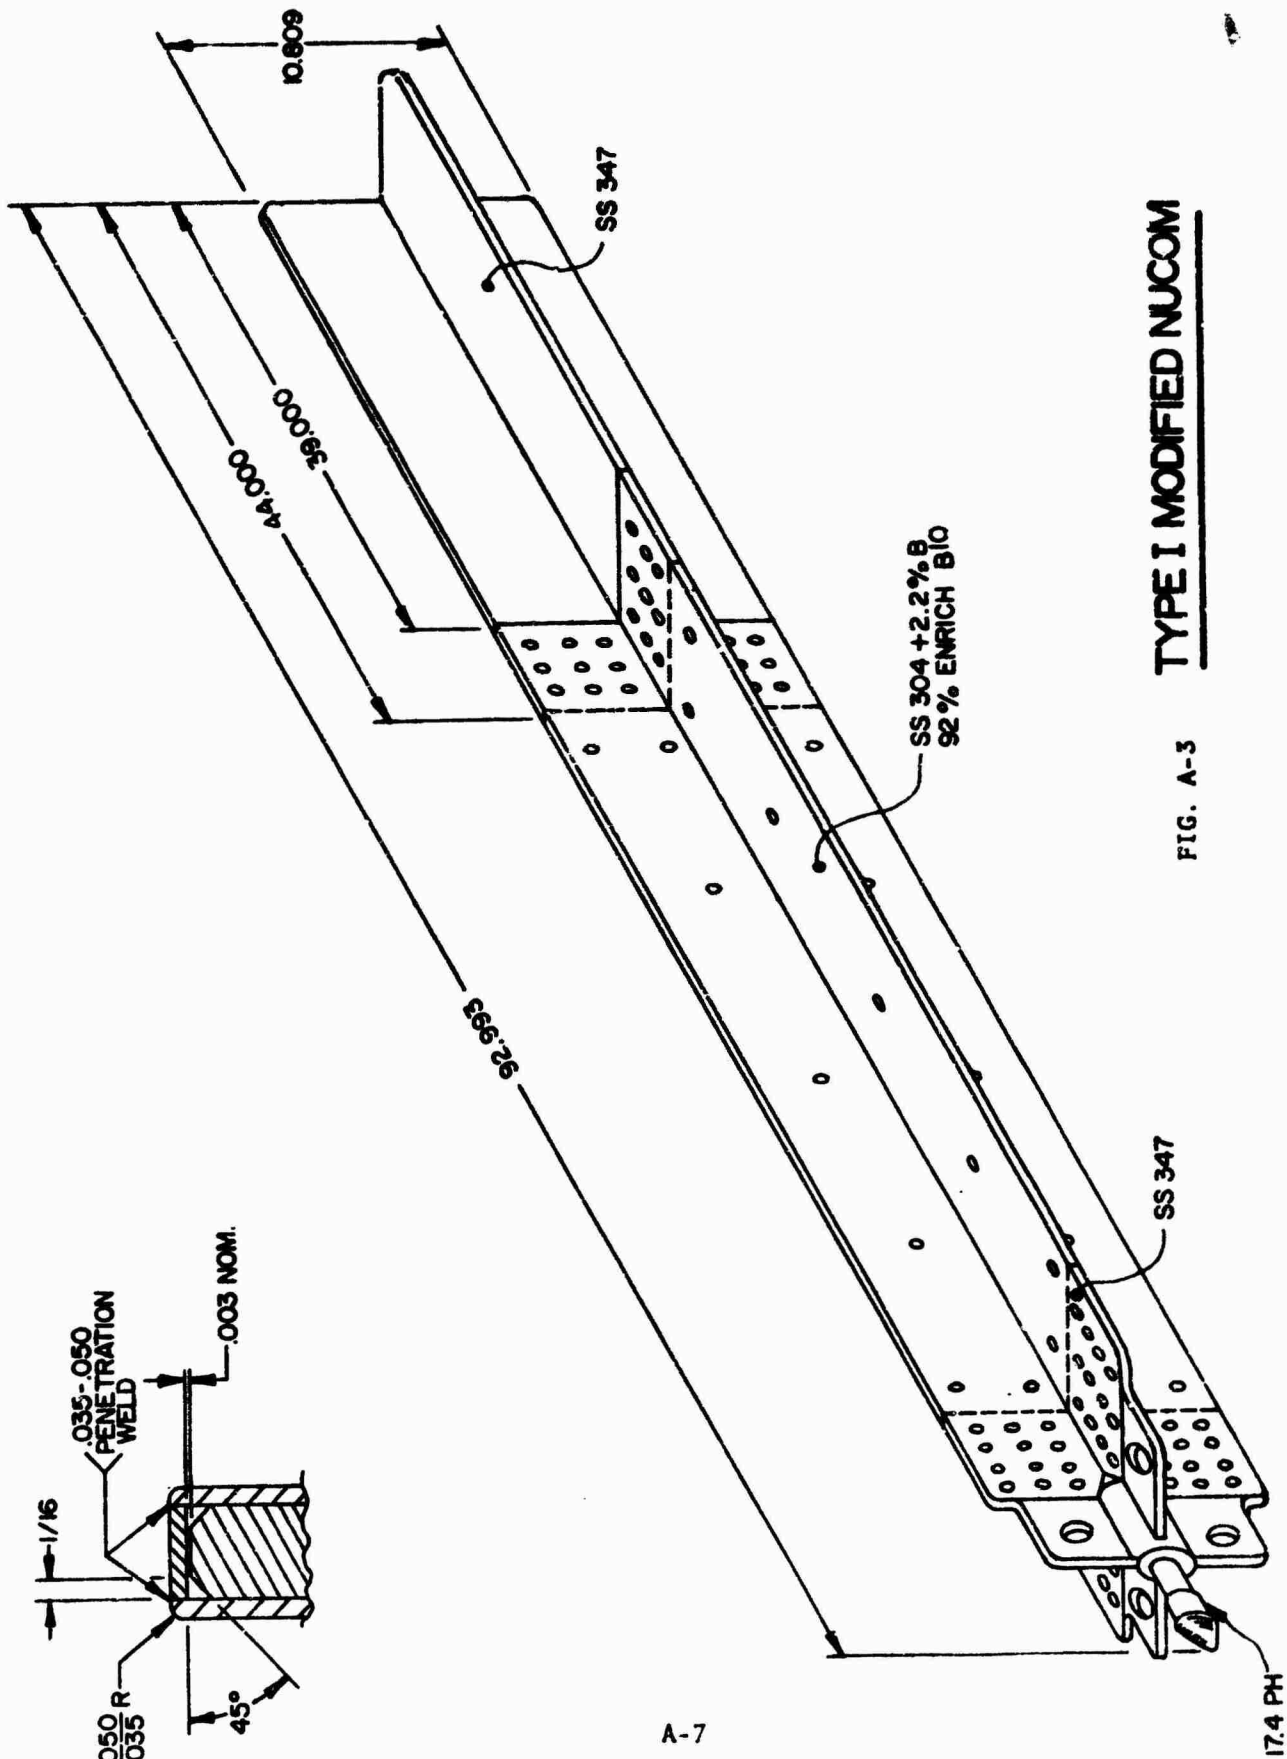 10.809
92.993
44.000
39.000
SS 347
SS 304 +2.2% B
92% ENRICH B10
SS 347
17.4 PH
1/16
.035-.050
PENETRATION
WELD
.003 NOM.
050
035 R
45°
FIG. A-3
TYPE I MODIFIED NUCOM
A-7